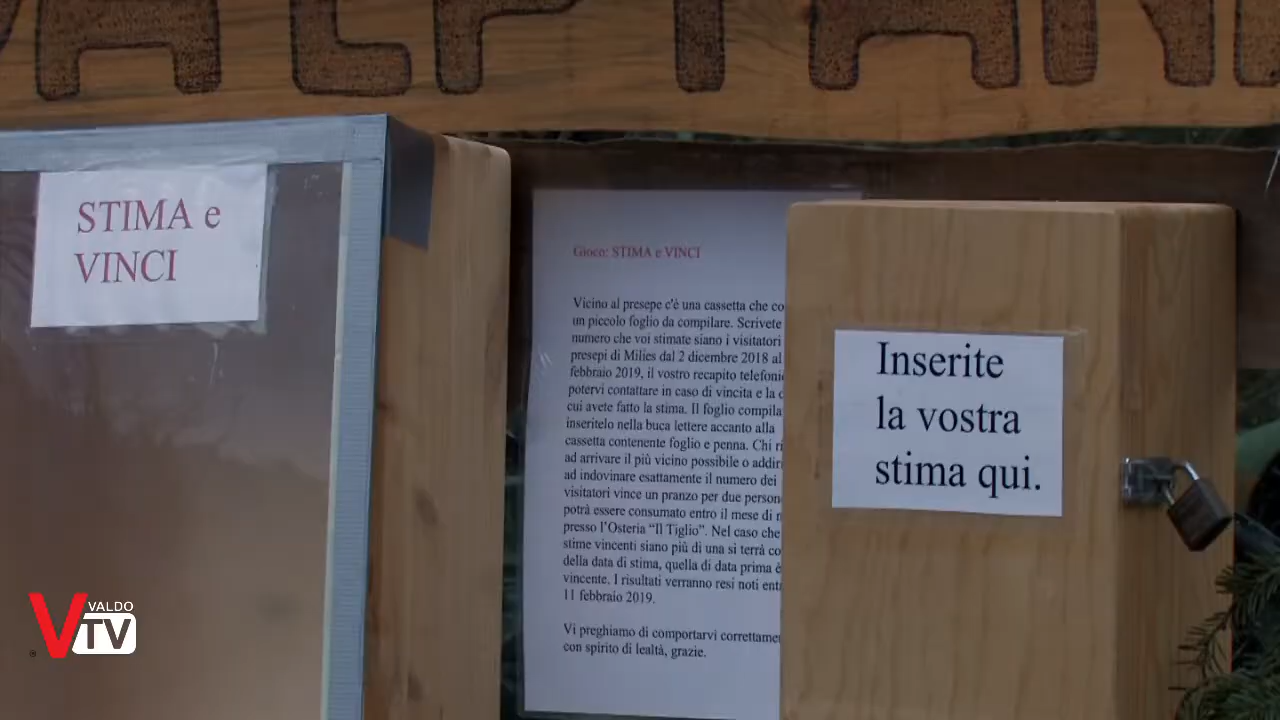 STIMA e
VINCI
Gioco: STIMA e VINCI
Vicino al presepe c'è una cassetta che co
un piccolo foglio da compilare. Scrivete
numero che voi stimate siano i visitatori
presepi di Milies dal 2 dicembre 2018 al
febbraio 2019, il vostro recapito telefoni
potervi contattare in caso di vincita e la
cui avete fatto la stima. Il foglio compila
inseritelo nella buca lettere accanto alla
cassetta contenente foglio e penna. Chi ri
ad arrivare il più vicino possibile o addiri
ad indovinare esattamente il numero dei
visitatori vince un pranzo per due person
potrà essere consumato entro il mese di
presso l'Osteria “Il Tiglio”. Nel caso che
stime vincenti siano più di una si terrà co
della data di stima, quella di data prima è
vincente. I risultati verranno resi noti entr
11 febbraio 2019.
Vi preghiamo di comportarvi correttamen
con spirito di lealtà, grazie.
Inserite
la vostra
stima qui.
VALDO
VTV